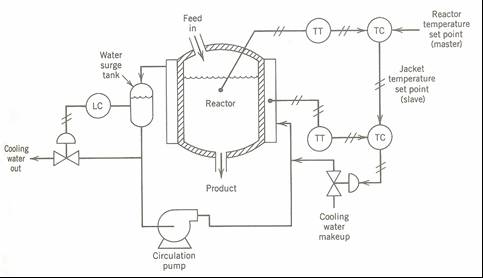 Feed
in
Water
surge
tank
TT
TC
Reactor
temperature
set point
(master)
Jacket
temperature
set point
(slave)
LC
Reactor
TT
TC
Cooling
water
out
Product
Cooling
water
makeup
Circulation
pump